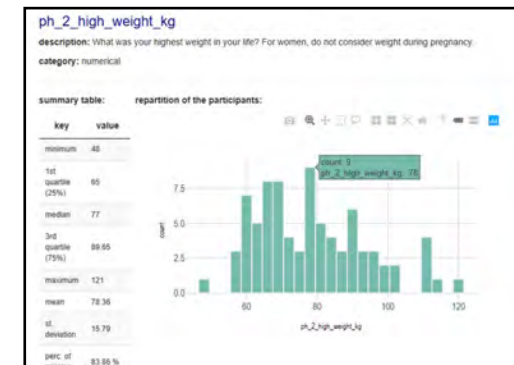 ph_2_high_weight_kg
description: What was your highest weight in your life? For women, do not consider weight during pregnancy
category: numerical
summary table:
repartition of the participants:
key value
minimum 48
1st
quartile 65
(25%)
median 77
3rd
quartile 89.65
(75%)
maximum 121
mean 78.36
st.
deviation 15.79
perc. of
83.86 %
count: 9
ph_2_high_weight_kg: 78
7.5
5.0
2.5
0.0
count
60 80 100 120
ph_2_high_weight_kg